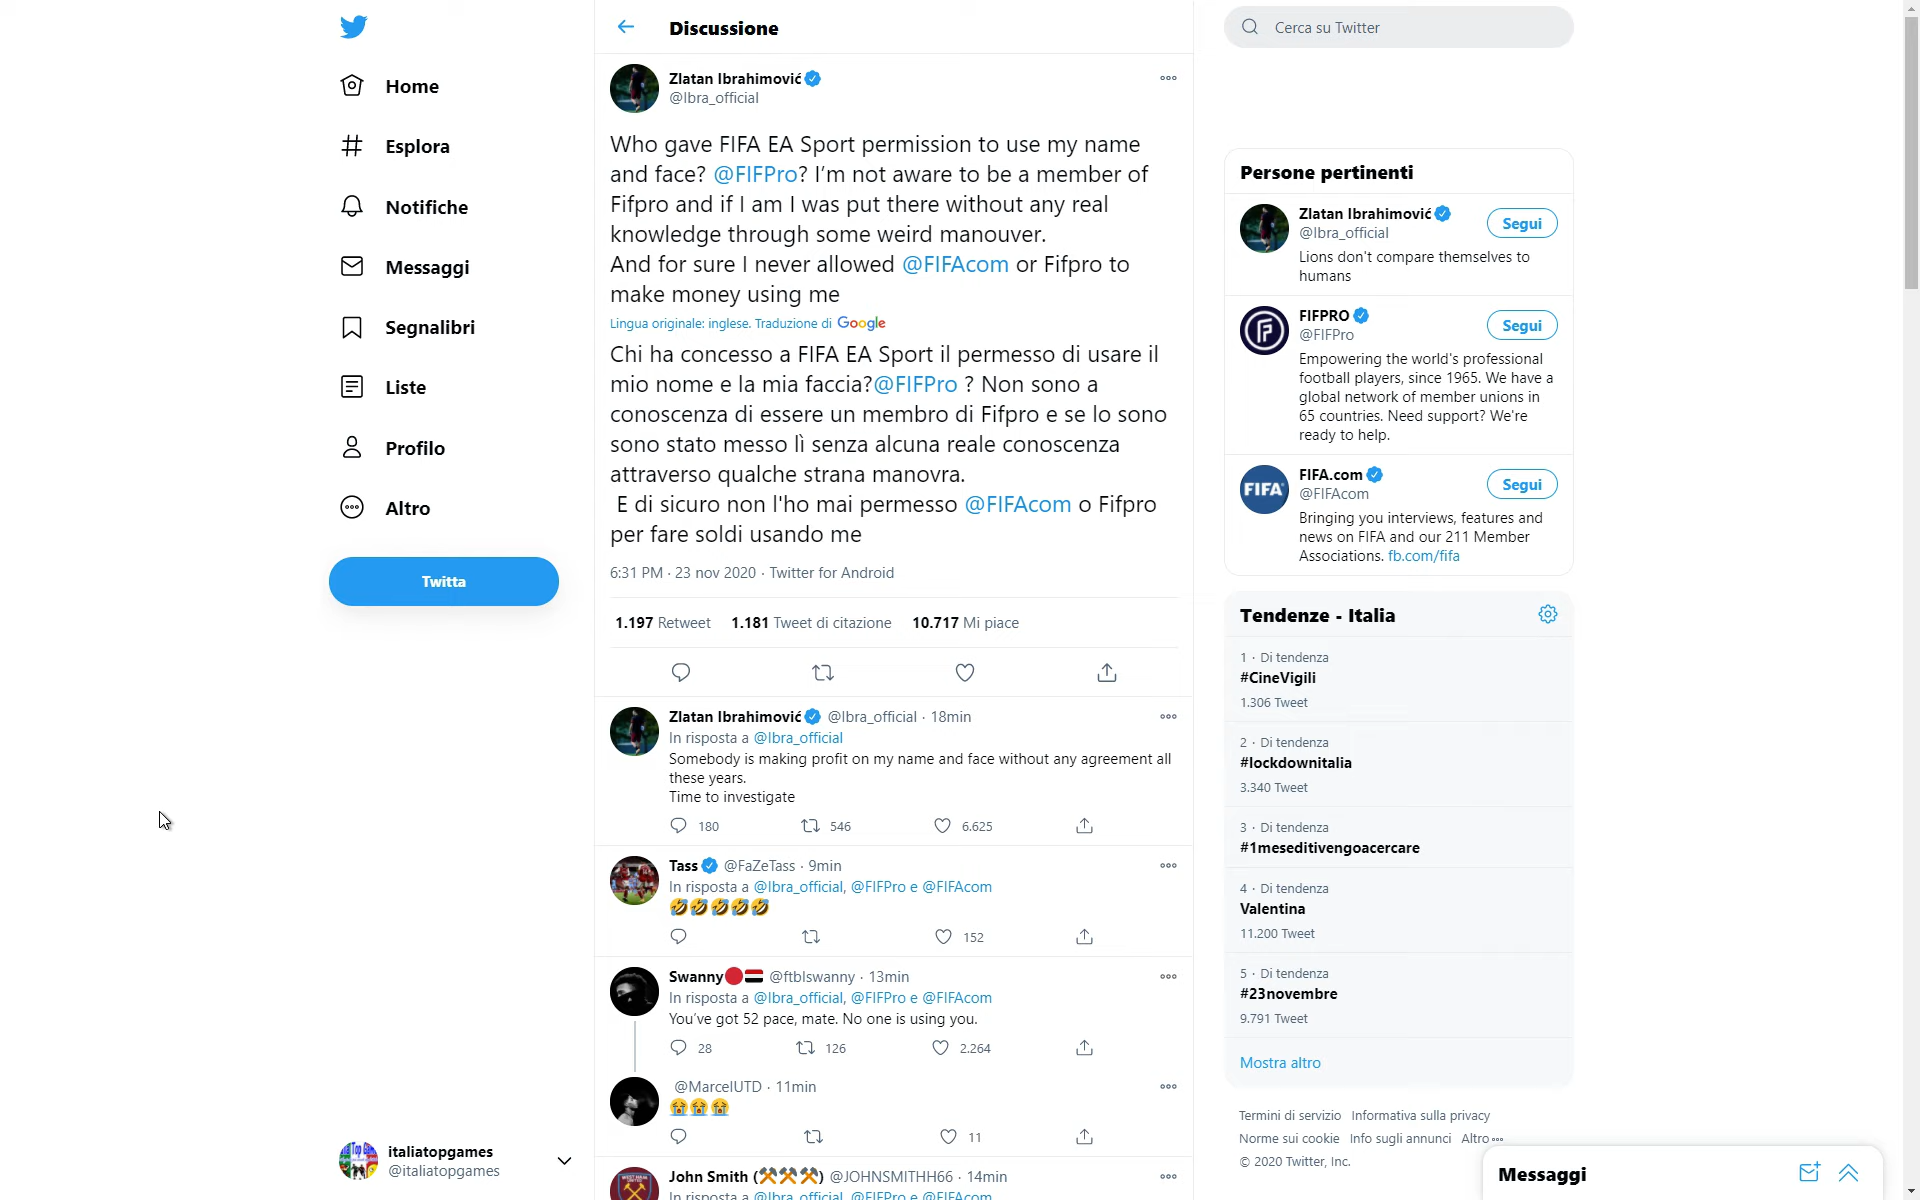 Home
Esplora
Notifiche
Messaggi
Segnalibri
Liste
Profilo
Altro
Twitta
italiatopgames
@italiatopgames
Discussione
Zlatan Ibrahimović
@Ibra_official
Who gave FIFA EA Sport permission to use my name
and face? @FIFPro? I'm not aware to be a member of
Fifpro and if I am I was put there without any real
knowledge through some weird manouver.
And for sure I never allowed @FIFAcom or Fifpro to
make money using me
Lingua originale: inglese. Traduzione di Google
Chi ha concesso a FIFA EA Sport il permesso di usare il
mio nome e la mia faccia?@FIFPro ? Non sono a
conoscenza di essere un membro di Fifpro e se lo sono
sono stato messo lì senza alcuna reale conoscenza
attraverso qualche strana manovra.
E di sicuro non l'ho mai permesso @FIFAcom o Fifpro
per fare soldi usando me
6:31 PM · 23 nov 2020 · Twitter for Android
1.197 Retweet 1.181 Tweet di citazione 10.717 Mi piace
Zlatan Ibrahimović @Ibra_official · 18min
In risposta a @Ibra_official
Somebody is making profit on my name and face without any agreement all
these years.
Time to investigate
180 546 6.625
Tass @FaZeTass · 9min
In risposta a @Ibra_official, @FIFPro e @FIFAcom
🤣🤣🤣🤣🤣
152
Swanny🔴🇾🇪 @ftblswanny · 13min
In risposta a @Ibra_official, @FIFPro e @FIFAcom
You've got 52 pace, mate. No one is using you.
28 126 2.264
@MarcelUTD · 11min
😭😭😭
11
John Smith (⚒⚒⚒) @JOHNSMITHH66 · 14min
In risposta a @Ibra_official, @FIFPro e @FIFAcom
Cerca su Twitter
Persone pertinenti
Zlatan Ibrahimović
@Ibra_official
Segui
Lions don't compare themselves to
humans
FIFPRO
@FIFPro
Segui
Empowering the world's professional
football players, since 1965. We have a
global network of member unions in
65 countries. Need support? We're
ready to help.
FIFA
FIFA.com
@FIFAcom
Segui
Bringing you interviews, features and
news on FIFA and our 211 Member
Associations. fb.com/fifa
Tendenze - Italia
1 · Di tendenza
#CineVigili
1.306 Tweet
2 · Di tendenza
#lockdownitalia
3.340 Tweet
3 · Di tendenza
#1meseditivengoacercare
4 · Di tendenza
Valentina
11.200 Tweet
5 · Di tendenza
#23novembre
9.791 Tweet
Mostra altro
Termini di servizio Informativa sulla privacy
Norme sui cookie Info sugli annunci Altro
© 2020 Twitter, Inc.
Messaggi